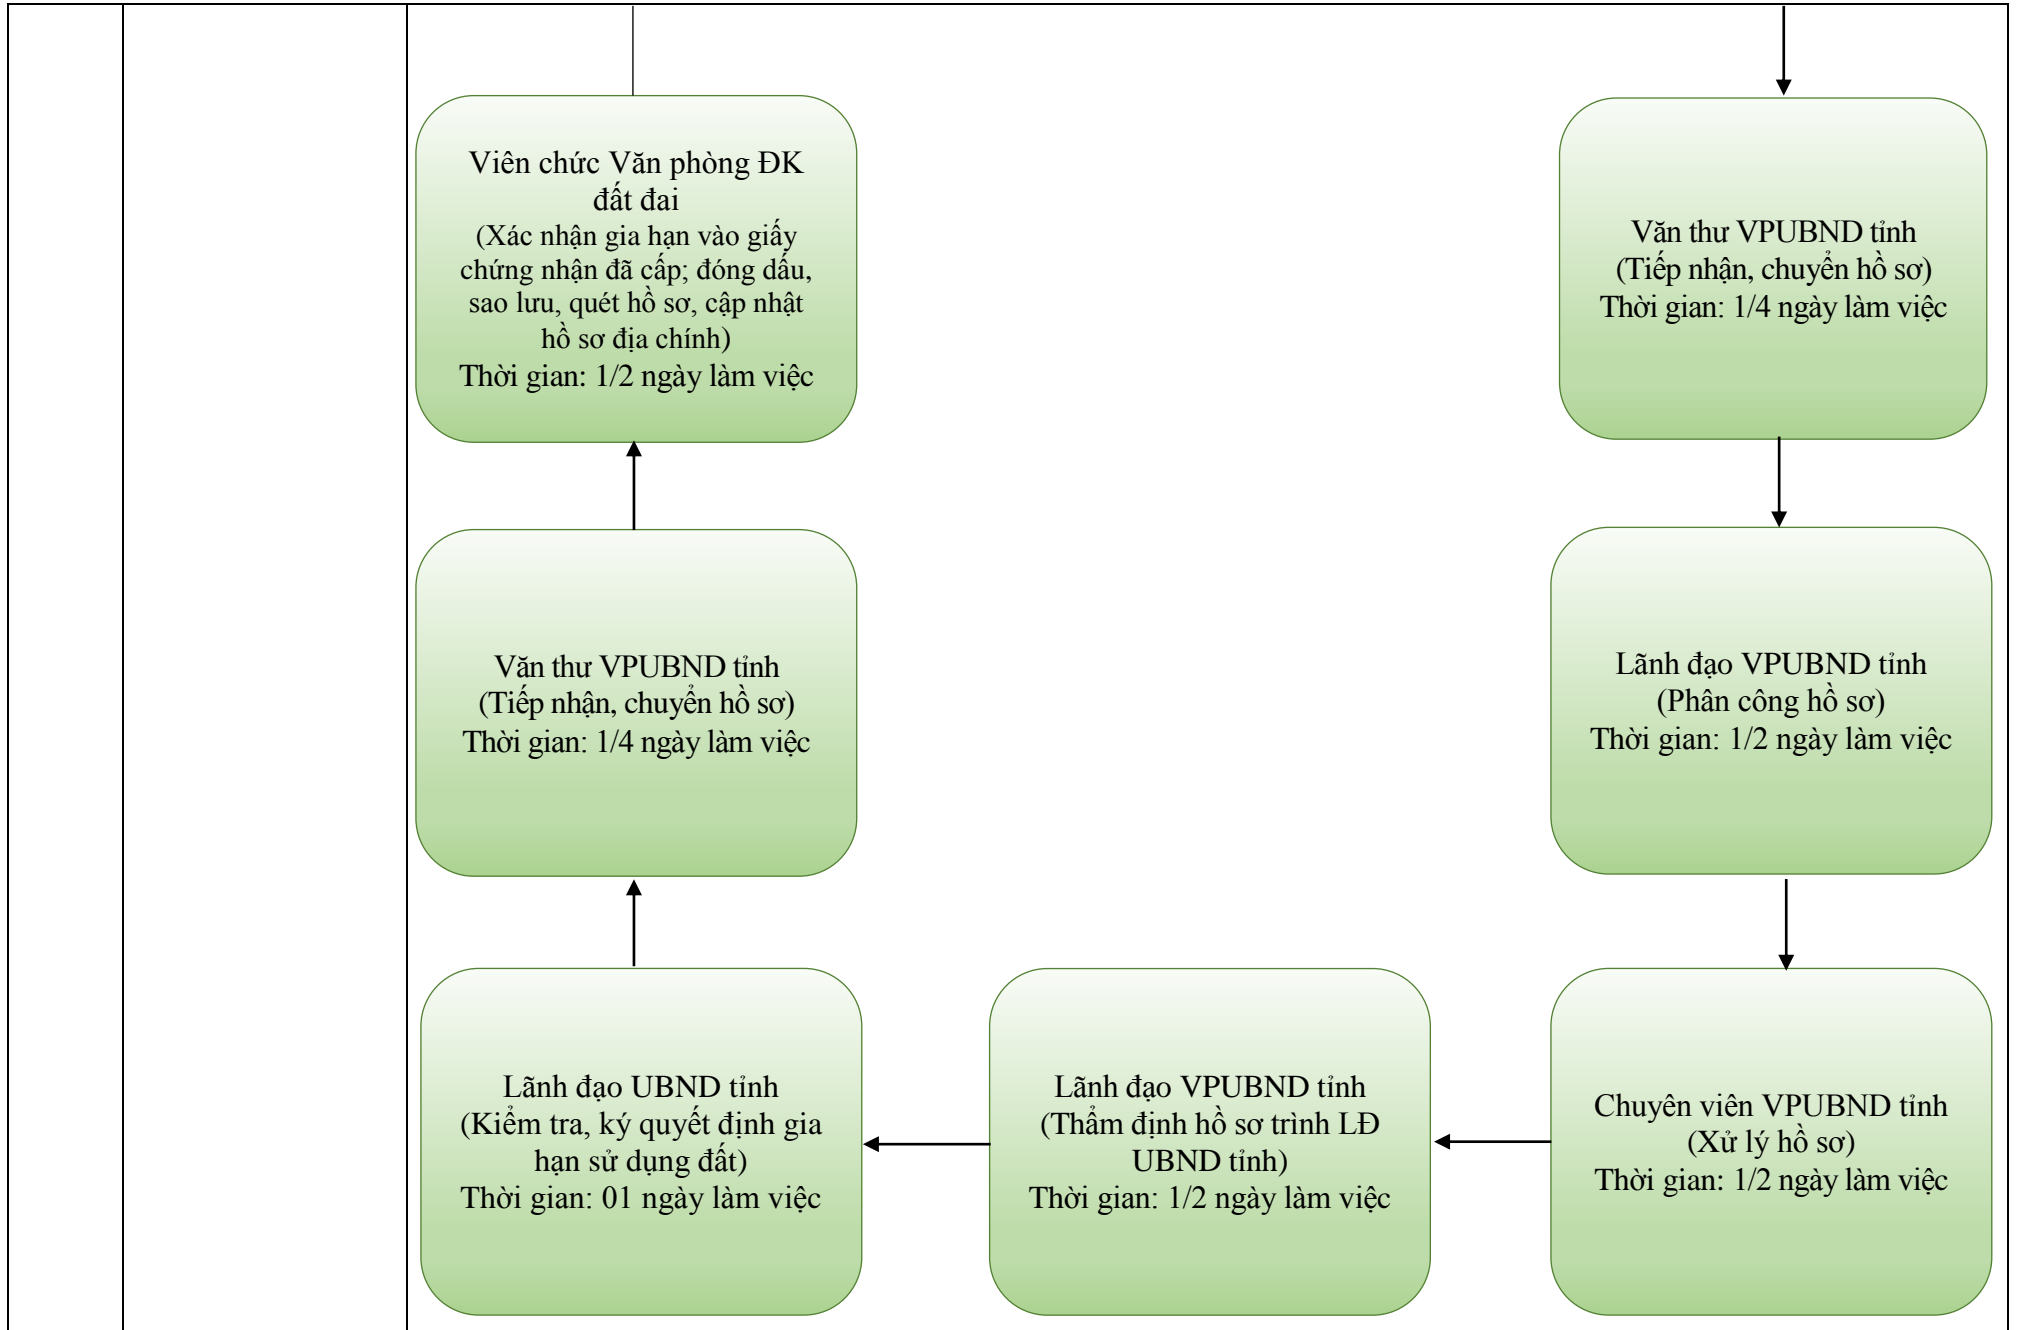 Viên chức Văn phòng ĐK
đất đai
(Xác nhận gia hạn vào giấy
chứng nhận đã cấp; đóng dấu,
sao lưu, quét hồ sơ, cập nhật
hồ sơ địa chính)
Thời gian: 1/2 ngày làm việc
Văn thư VPUBND tỉnh
(Tiếp nhận, chuyển hồ sơ)
Thời gian: 1/4 ngày làm việc
Văn thư VPUBND tỉnh
(Tiếp nhận, chuyển hồ sơ)
Thời gian: 1/4 ngày làm việc
Lãnh đạo VPUBND tỉnh
(Phân công hồ sơ)
Thời gian: 1/2 ngày làm việc
Lãnh đạo UBND tỉnh
(Kiểm tra, ký quyết định gia
hạn sử dụng đất)
Thời gian: 01 ngày làm việc
Lãnh đạo VPUBND tỉnh
(Thẩm định hồ sơ trình LĐ
UBND tỉnh)
Thời gian: 1/2 ngày làm việc
Chuyên viên VPUBND tỉnh
(Xử lý hồ sơ)
Thời gian: 1/2 ngày làm việc